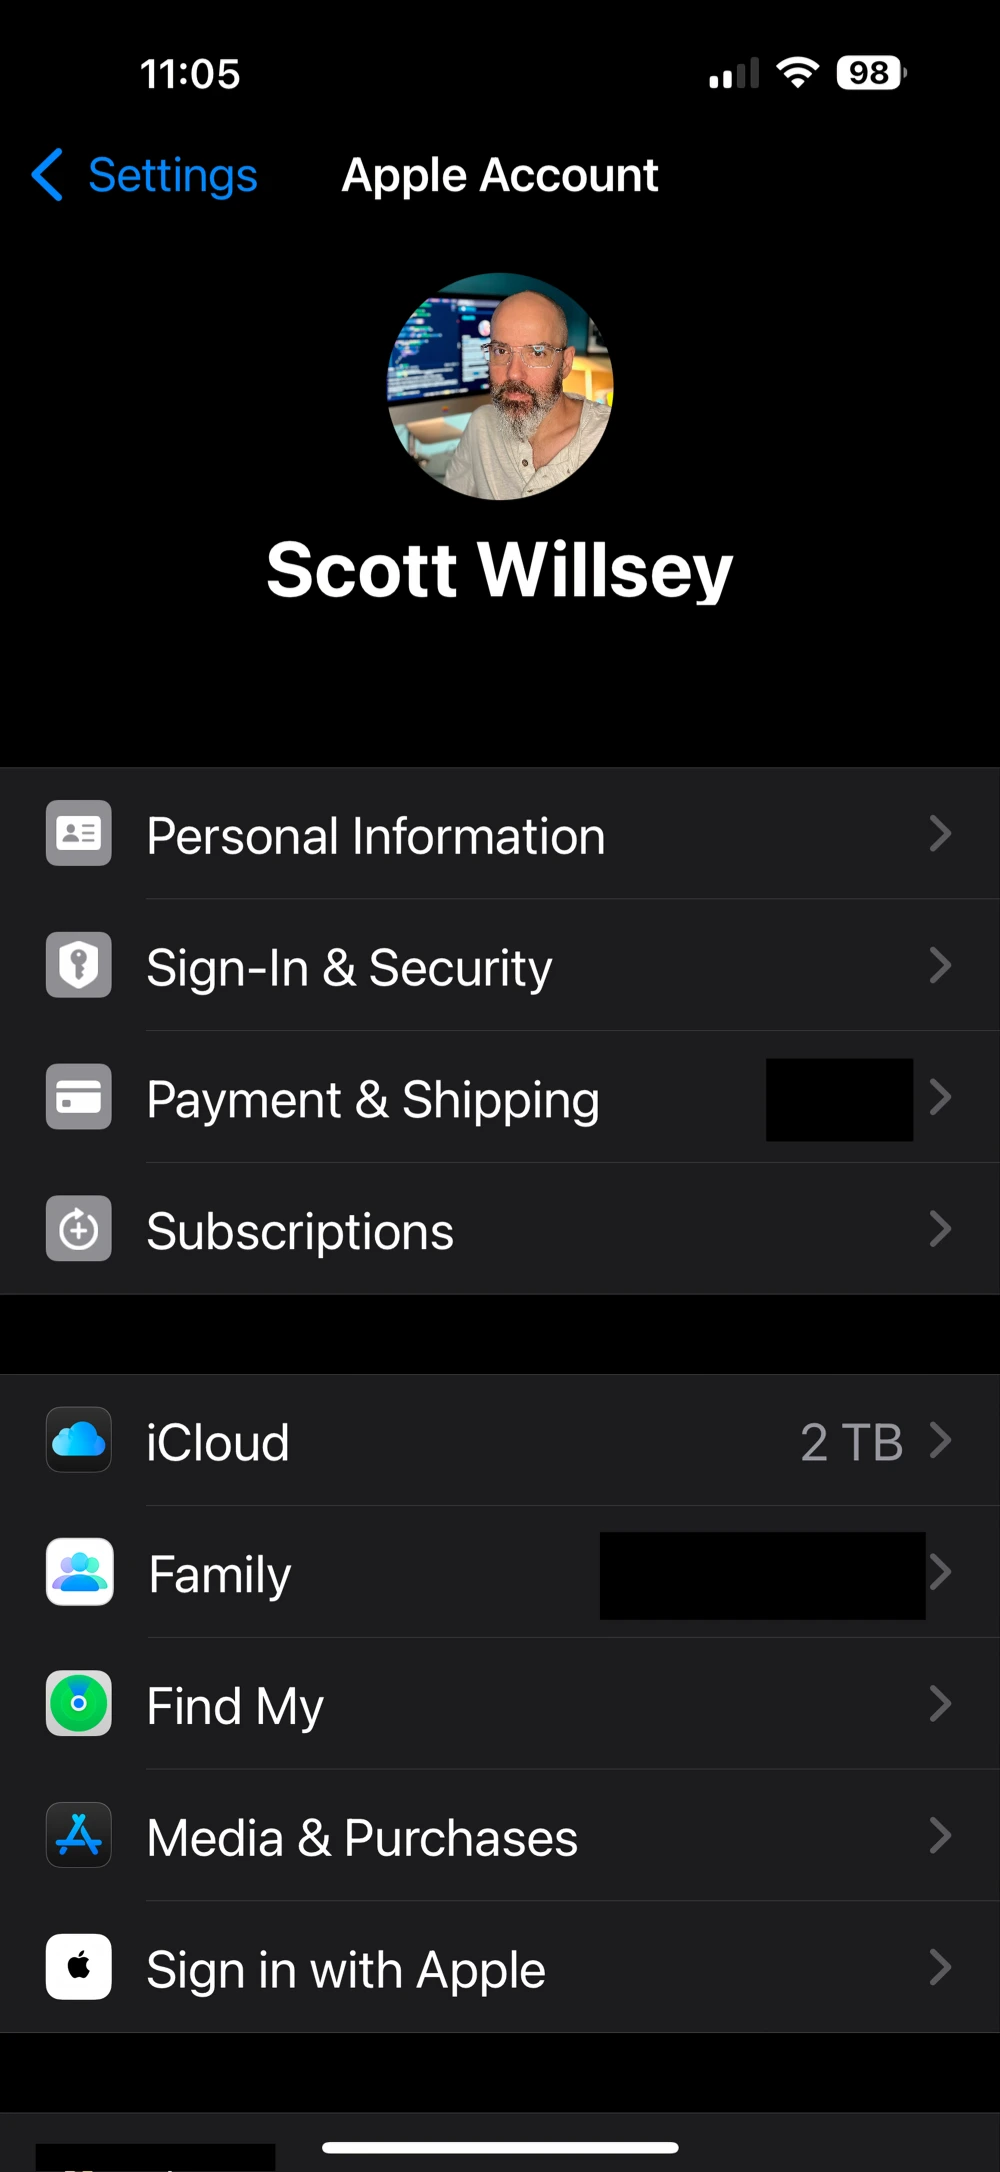 11:05
98
Settings
Apple Account
Scott Willsey
Personal Information
Sign-In & Security
Payment & Shipping
Subscriptions
iCloud
2 TB
Family
Find My
Media & Purchases
Sign in with Apple